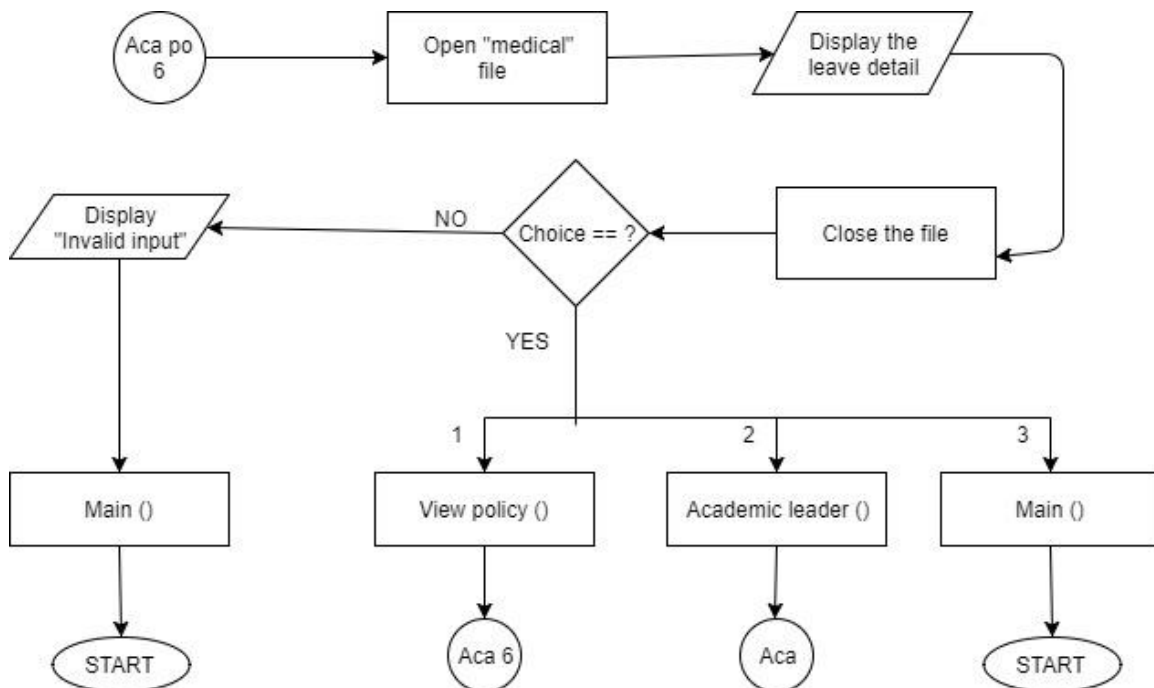 Aca po
6
Open "medical"
file
Display the
leave detail
Display
"Invalid input"
NO
Choice == ?
Close the file
YES
1
2
3
Main ()
View policy ()
Academic leader ()
Main ()
START
Aca 6
Aca
START